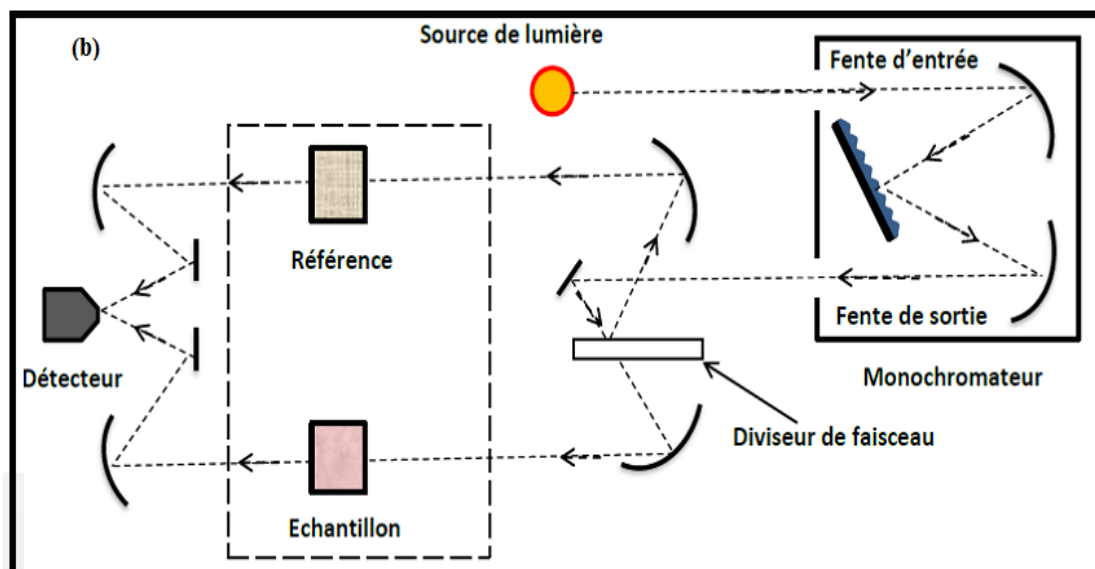 (b)
Source de lumière
Fente d'entrée
Référence
Fente de sortie
Détecteur
Monochromateur
Diviseur de faisceau
Echantillon